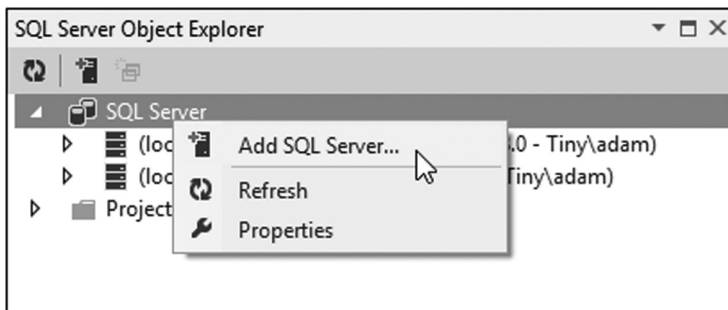 SQL Server Object Explorer
SQL Server
Add SQL Server...
(loc .0 - Tiny\adam)
(loc Tiny\adam)
Refresh
Project
Properties